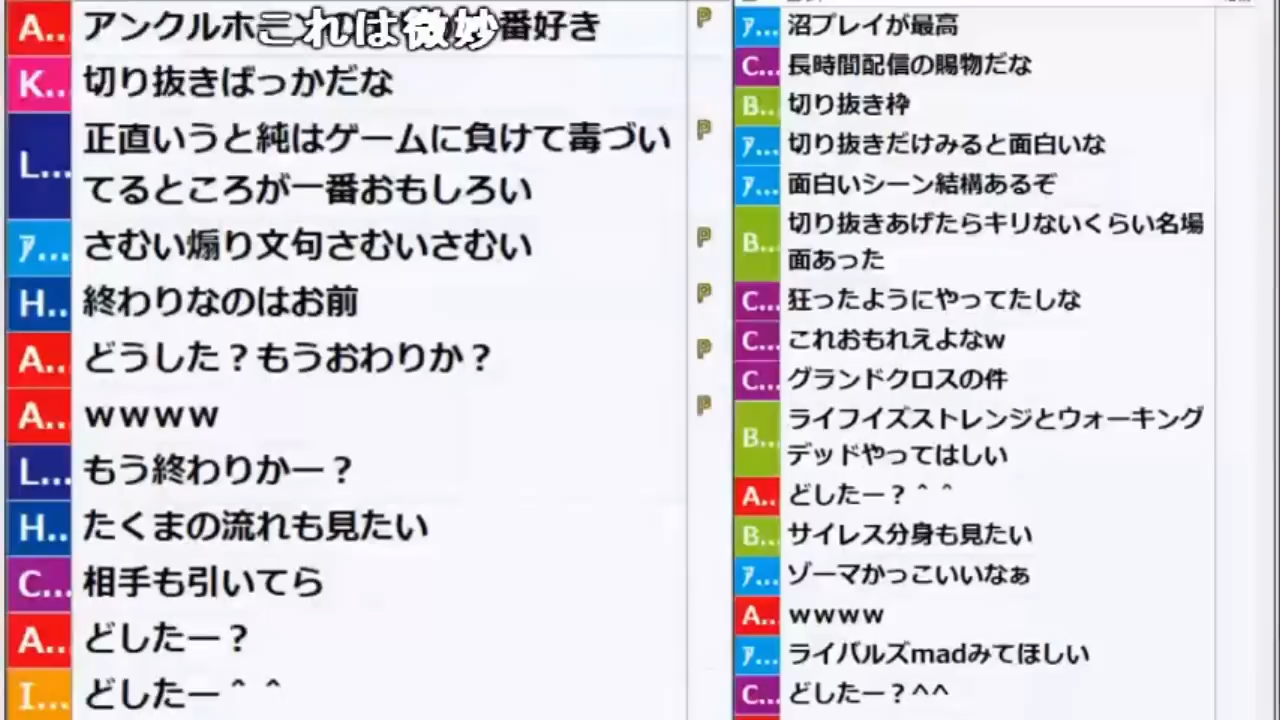 A..
アンクルホーン
番好き
これは微妙
P
K..
切り抜きばっかだな
L...
正直いうと純はゲームに負けて毒づい
てるところが一番おもしろい
P
ア...
さむい煽り文句さむいさむい
P
H..
終わりなのはお前
P
A..
どうした？もうおわりか？
P
A..
ｗｗｗｗ
P
L...
もう終わりかー？
H..
たくまの流れも見たい
C...
相手も引いてら
A..
どしたー？
I...
どしたー＾＾
ア...
沼プレイが最高
C...
長時間配信の賜物だな
B..
切り抜き枠
ア...
切り抜きだけみると面白いな
ア...
面白いシーン結構あるぞ
B..
切り抜きあげたらキリないくらい名場
面あった
C...
狂ったようにやってたしな
C...
これおもれえよなw
C...
グランドクロスの件
B..
ライフイズストレンジとウォーキング
デッドやってほしい
A..
どしたー？＾＾
B..
サイレス分身も見たい
ア...
ゾーマかっこいいなぁ
A..
ｗｗｗｗ
ア...
ライバルズmadみてほしい
C...
どしたー？^^